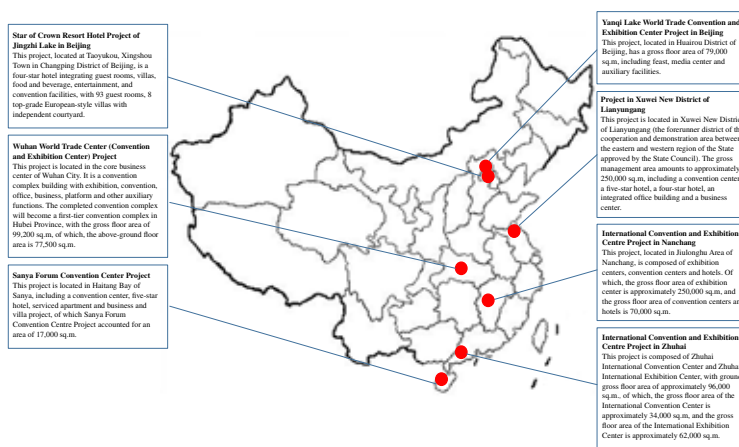 Star of Crown Resort Hotel Project of
Jingzhi Lake in Beijing
This project, located at Taoyukou, Xingshou
Town in Changping District of Beijing, is a
four-star hotel integrating guest rooms, villas,
food and beverage, entertainment, and
convention facilities, with 93 guest rooms, 8
top-grade European-style villas with
independent courtyard.
Wuhan World Trade Center (Convention
and Exhibition Center) Project
This project is located in the core business
center of Wuhan City. It is a convention
complex building with exhibition, convention,
office, business, platform and other auxiliary
functions. The completed convention complex
will become a first-tier convention complex in
Hubei Province, with the gross floor area of
99,200 sq.m, of which, the above-ground floor
area is 77,500 sq.m.
Sanya Forum Convention Center Project
This project is located in Haitang Bay of
Sanya, including a convention center, five-star
hotel, serviced apartment and business and
villa project, of which Sanya Forum
Convention Centre Project accounted for an
area of 17,000 sq.m.
Yanqi Lake World Trade Convention and
Exhibition Center Project in Beijing
This project, located in Huairou District of
Beijing, has a gross floor area of 79,000
sq.m, including feast, media center and
auxiliary facilities.
Project in Xuwei New District of
Lianyungang
This project is located in Xuwei New Distric
of Lianyungang (the forerunner district of th
cooperation and demonstration area between
the eastern and western region of the State
approved by the State Council). The gross
management area amounts to approximately
250,000 sq.m, including a convention center
a five-star hotel, a four-star hotel, an
integrated office building and a business
center.
International Convention and Exhibition
Centre Project in Nanchang
This project, located in Jiulonghu Area of
Nanchang, is composed of exhibition
centers, convention centers and hotels. Of
which, the gross floor area of exhibition
center is approximately 250,000 sq.m, and
the gross floor area of convention centers an
hotels is 70,000 sq.m.
International Convention and Exhibition
Centre Project in Zhuhai
This project is composed of Zhuhai
International Convention Center and Zhuha
International Exhibition Center, with ground
gross floor area of approximately 96,000
sq.m., of which, the gross floor area of the
International Convention Center is
approximately 34,000 sq.m, and the gross
floor area of the International Exhibition
Center is approximately 62,000 sq.m.